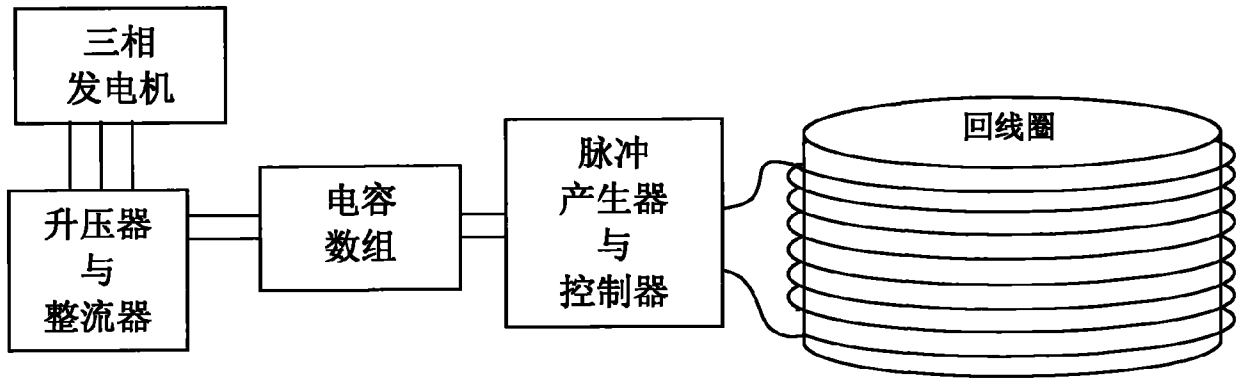 三相
发电机
升压器
与
整流器
电容
数组
脉冲
产生器
与
控制器
回线圈